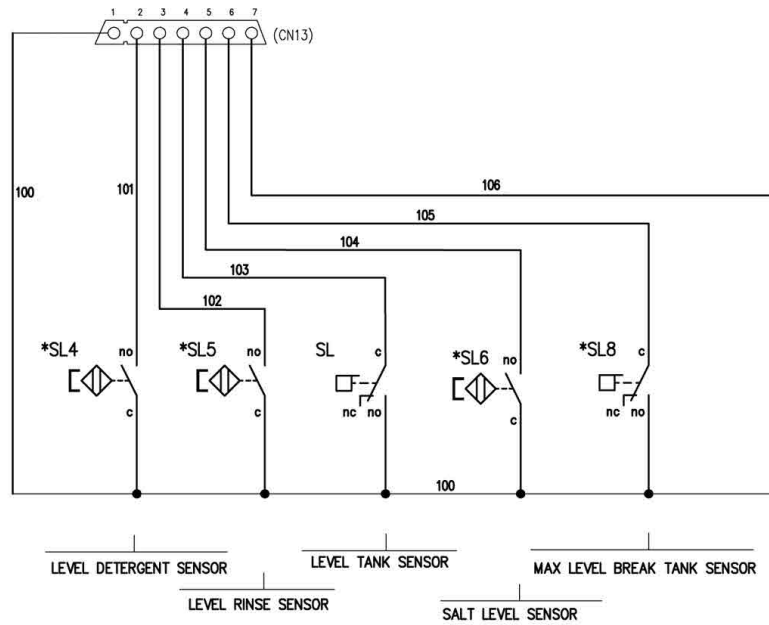 1 2 3 4 5 6 7
(CN13)
100
101
106
105
104
103
102
*SL4 no
c
*SL5 no
c
SL c
nc no
*SL6 no
c
*SL8 c
nc no
100
LEVEL DETERGENT SENSOR
LEVEL RINSE SENSOR
LEVEL TANK SENSOR
SALT LEVEL SENSOR
MAX LEVEL BREAK TANK SENSOR